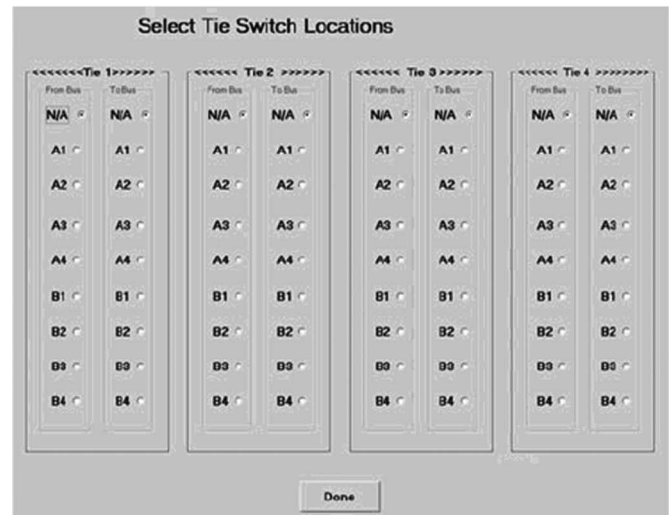 Select Tie Switch Locations
<<<<<<<Tie 1>>>>>> <<<<<< Tie 2 >>>>>> <<<<<< Tie 3 >>>>>> <<<<<< Tie 4 >>>>>>>
From Bus To Bus From Bus To Bus From Bus To Bus From Bus To Bus
N/A N/A N/A N/A N/A N/A N/A N/A
A1 A1 A1 A1 A1 A1 A1 A1
A2 A2 A2 A2 A2 A2 A2 A2
A3 A3 A3 A3 A3 A3 A3 A3
A4 A4 A4 A4 A4 A4 A4 A4
B1 B1 B1 B1 B1 B1 B1 B1
B2 B2 B2 B2 B2 B2 B2 B2
B3 B3 B3 B3 B3 B3 B3 B3
B4 B4 B4 B4 B4 B4 B4 B4
Done